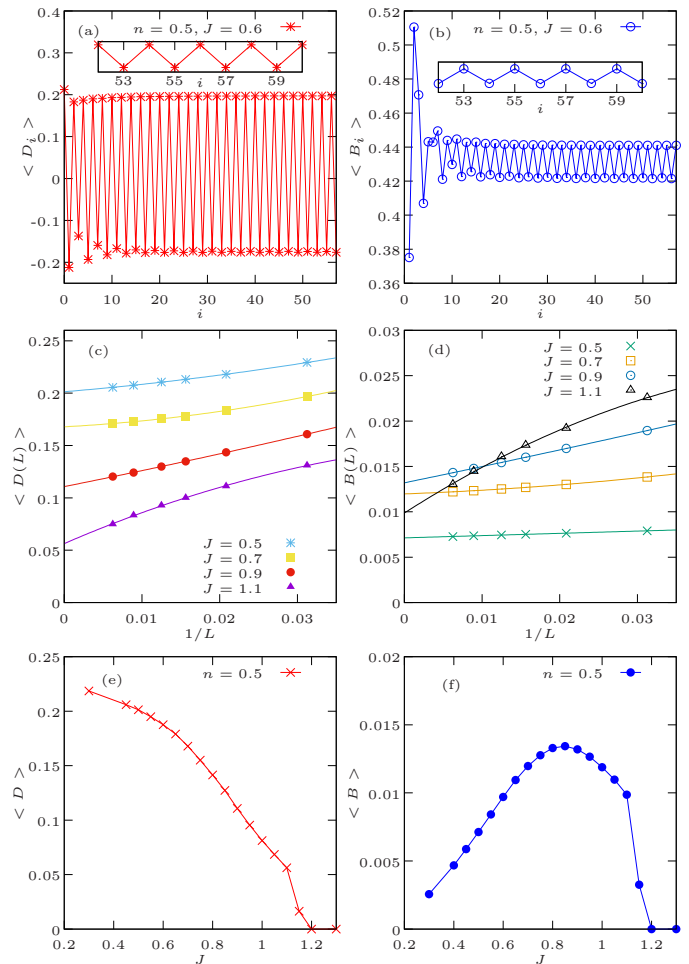 (a) n = 0.5, J = 0.6
0.4
0.3
0.2
0.1
0
-0.1
-0.2
< D_i >
53 55 57 59
i
0 10 20 30 40 50
i
(b) n = 0.5, J = 0.6
0.52
0.5
0.48
0.46
0.44
0.42
0.4
0.38
0.36
< B_i >
53 55 57 59
i
0 10 20 30 40 50
i
(c)
0.25
0.2
0.15
0.1
0.05
0
< D(L) >
J = 0.5
J = 0.7
J = 0.9
J = 1.1
0 0.01 0.02 0.03
1/L
(d)
0.03
0.025
0.02
0.015
0.01
0.005
0
< B(L) >
J = 0.5
J = 0.7
J = 0.9
J = 1.1
0 0.01 0.02 0.03
1/L
(e) n = 0.5
0.25
0.2
0.15
0.1
0.05
0
< D >
0.2 0.4 0.6 0.8 1 1.2
J
(f) n = 0.5
0.02
0.015
0.01
0.005
0
< B >
0.2 0.4 0.6 0.8 1 1.2
J